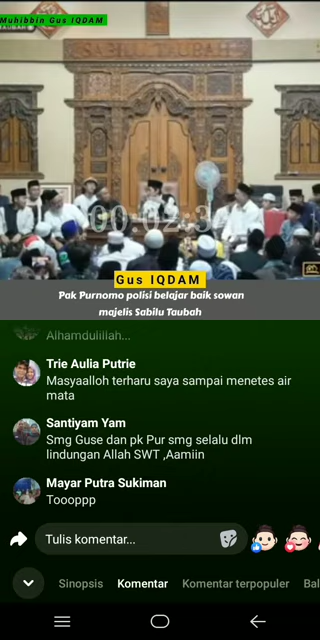 Muhibbin Gus IQDAM
SABILU TAUBAH
Gus IQDAM
Pak Purnomo polisi belajar baik sowan
majelis Sabilu Taubah
Alhamdulillah...
Trie Aulia Putrie
Masyaalloh terharu saya sampai menetes air
mata
Santiyam Yam
Smg Guse dan pk Pur smg selalu dlm
lindungan Allah SWT ,Aamiin
Mayar Putra Sukiman
Toooppp
Tulis komentar...
Sinopsis Komentar Komentar terpopuler Bal